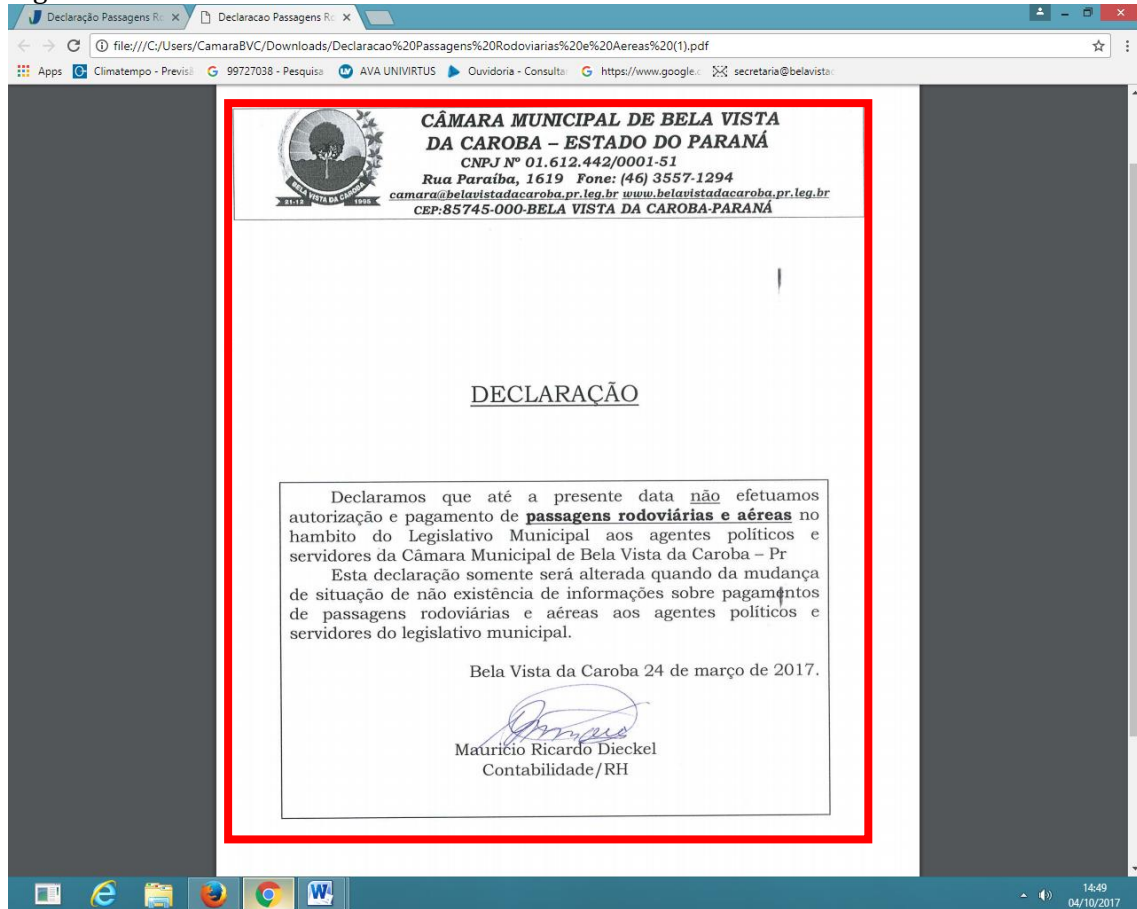 Declaração Passagens Ro
Declaracao Passagens Ro
file:///C:/Users/CamaraBVC/Downloads/Declaracao%20Passagens%20Rodoviarias%20e%20Aereas%20(1).pdf
Apps Climatempo - Previsã 99727038 - Pesquisa AVA UNIVIRTUS Ouvidoria - Consulta https://www.google.c secretaria@belavista
CÂMARA MUNICIPAL DE BELA VISTA
DA CAROBA – ESTADO DO PARANÁ
CNPJ Nº 01.612.442/0001-51
Rua Paraíba, 1619 Fone: (46) 3557-1294
camara@belavistadacaroba.pr.leg.br www.belavistadacaroba.pr.leg.br
CEP:85745-000-BELA VISTA DA CAROBA-PARANÁ
DECLARAÇÃO
Declaramos que até a presente data não efetuamos
autorização e pagamento de passagens rodoviárias e aéreas no
hambito do Legislativo Municipal aos agentes políticos e
servidores da Câmara Municipal de Bela Vista da Caroba – Pr
Esta declaração somente será alterada quando da mudança
de situação de não existência de informações sobre pagamentos
de passagens rodoviárias e aéreas aos agentes políticos e
servidores do legislativo municipal.
Bela Vista da Caroba 24 de março de 2017.
Mauricio Ricardo Dieckel
Contabilidade/RH
14:49
04/10/2017